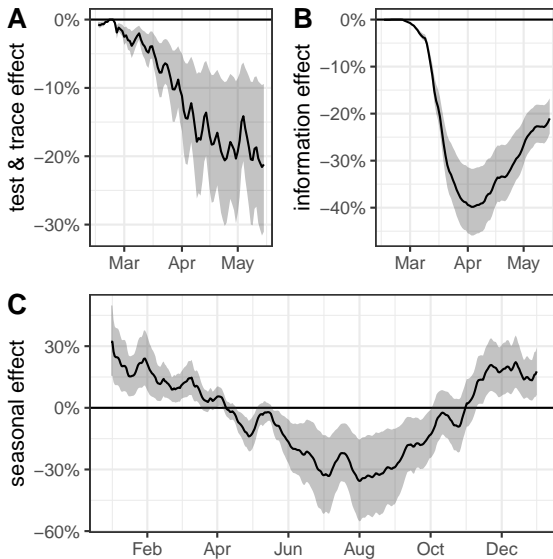 A
B
test & trace effect
0%
−10%
−20%
−30%
Mar
Apr
May
information effect
0%
−10%
−20%
−30%
−40%
Mar
Apr
May
C
seasonal effect
30%
0%
−30%
−60%
Feb
Apr
Jun
Aug
Oct
Dec